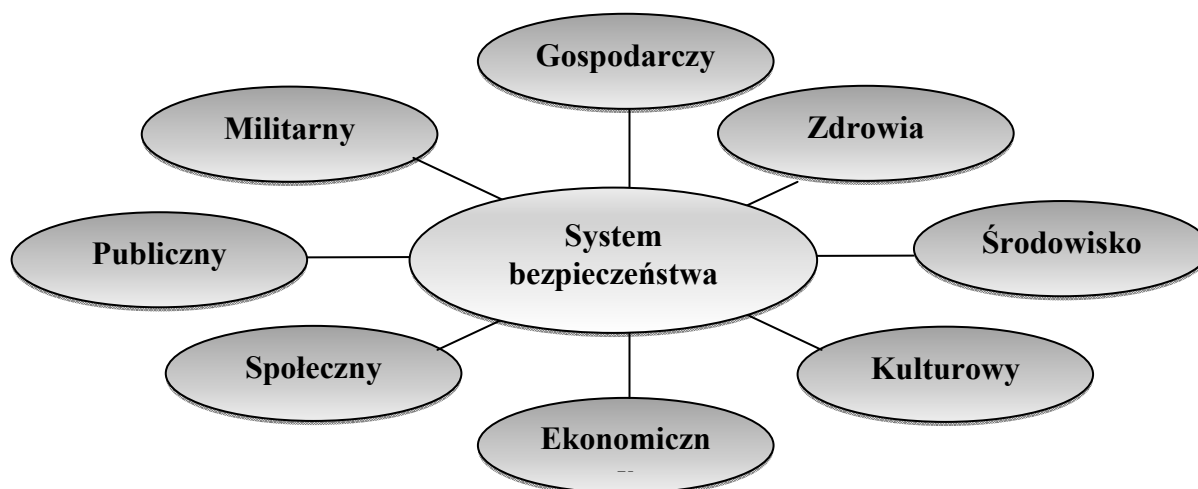 Gospodarczy
Militarny
Zdrowia
Publiczny
System
bezpieczeństwa
Środowisko
Społeczny
Kulturowy
Ekonomiczn